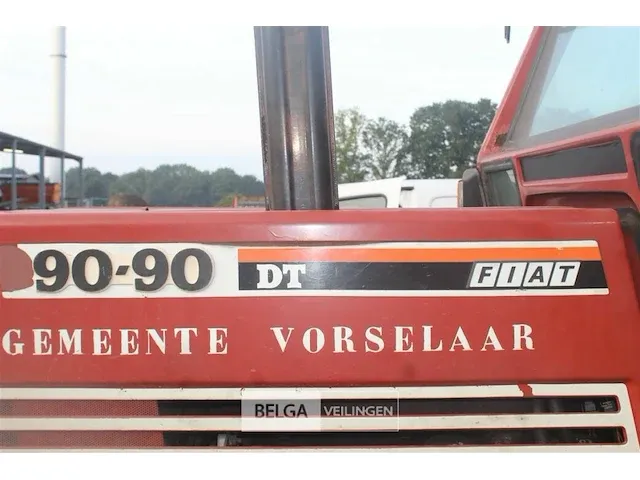 90-90 DT FIAT
GEMEENTE VORSELAAR
BELGA VEILINGEN